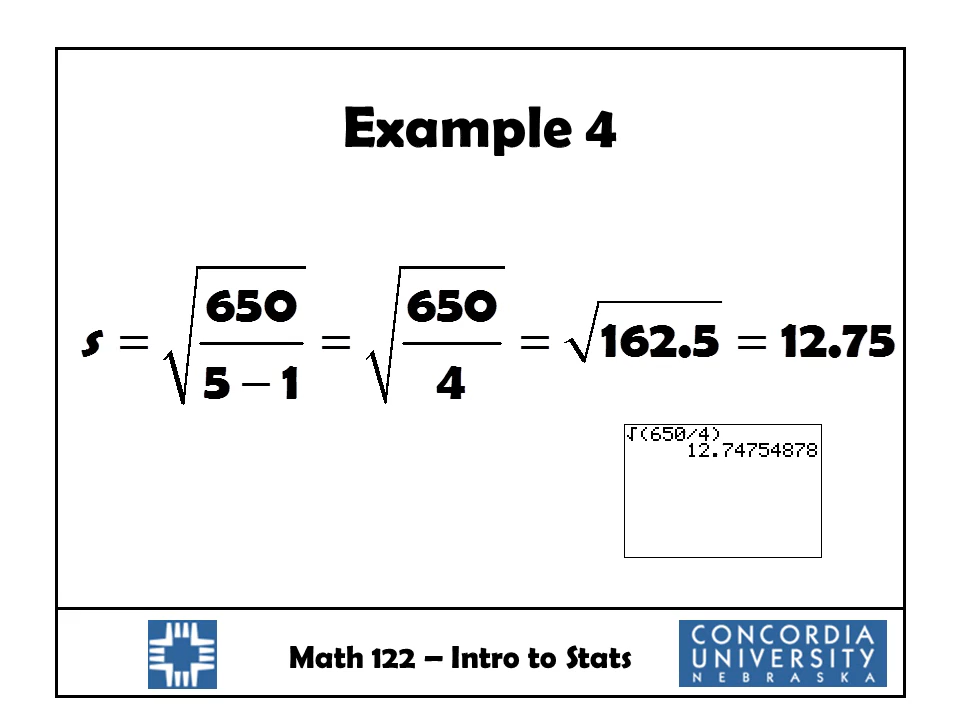 Example 4
s = √(650 / (5 − 1)) = √(650 / 4) = √162.5 = 12.75
√(650/4)
12.74754878
Math 122 – Intro to Stats
CONCORDIA
UNIVERSITY
NEBRASKA